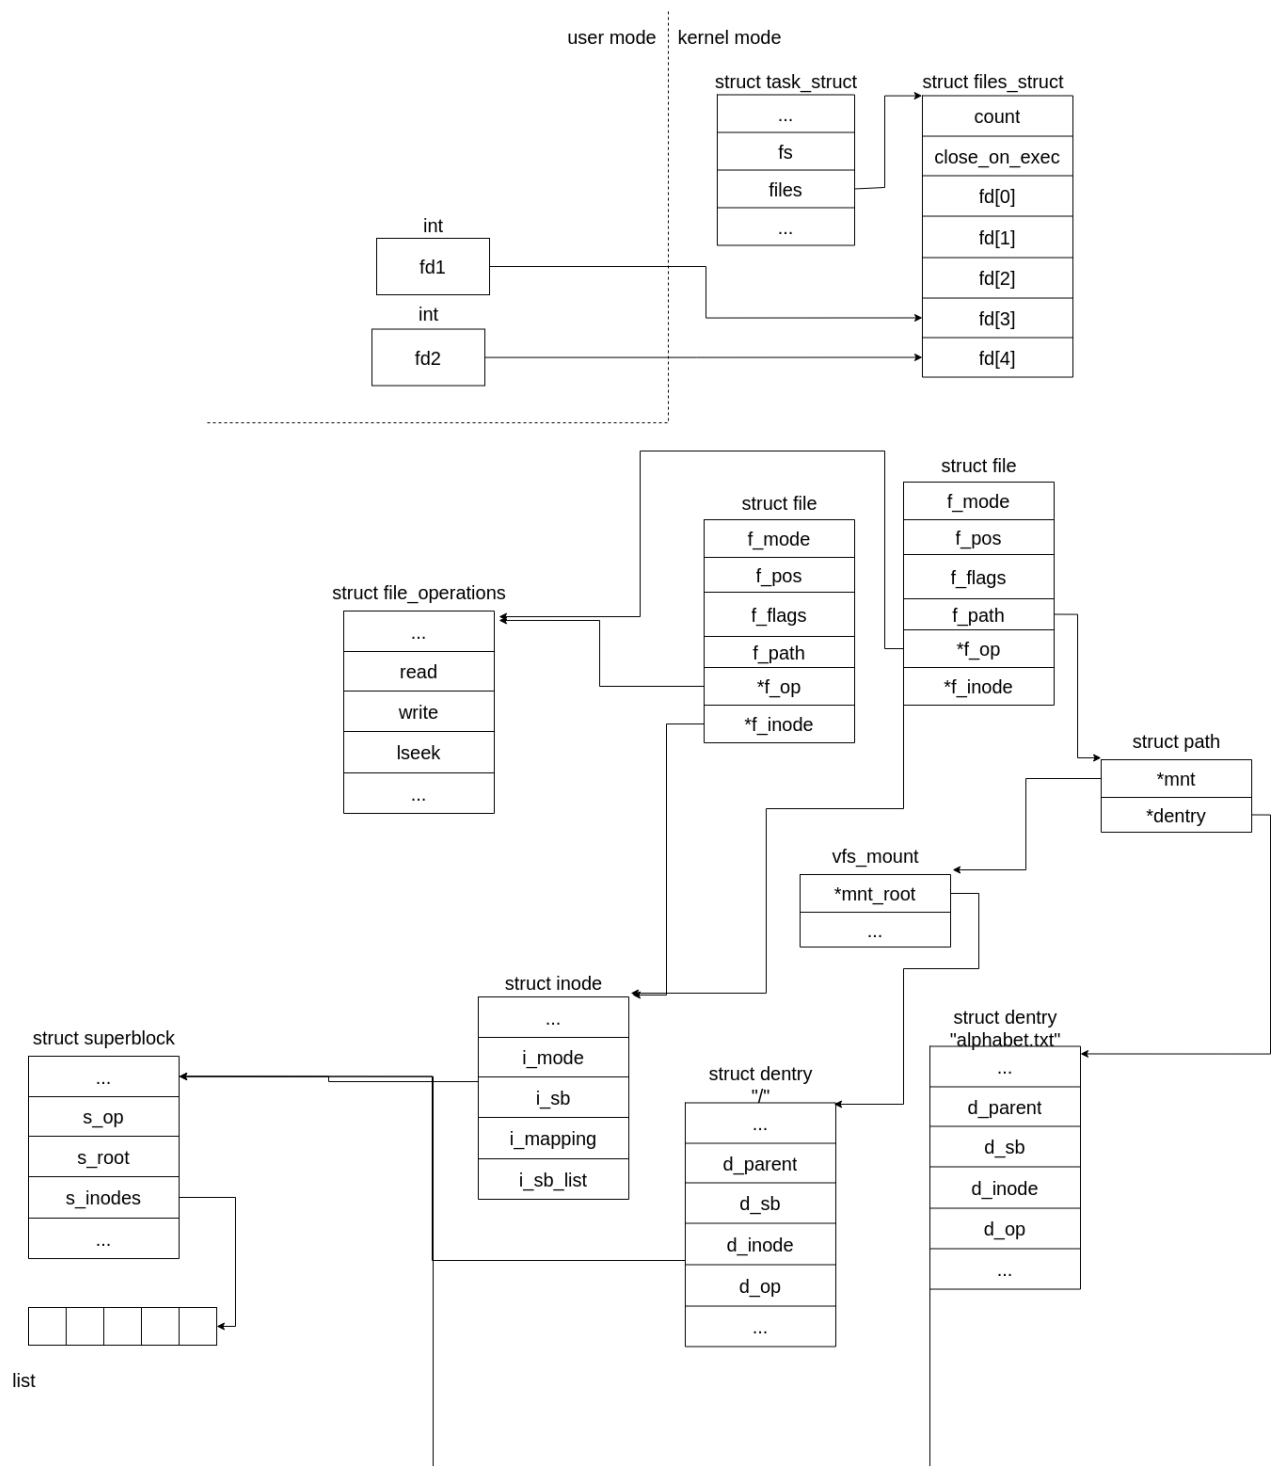 user mode
kernel mode
struct task_struct
...
fs
files
...
struct files_struct
count
close_on_exec
fd[0]
fd[1]
fd[2]
fd[3]
fd[4]
int
fd1
int
fd2
struct file
f_mode
f_pos
f_flags
f_path
*f_op
*f_inode
struct file
f_mode
f_pos
f_flags
f_path
*f_op
*f_inode
struct file_operations
...
read
write
lseek
...
struct path
*mnt
*dentry
vfs_mount
*mnt_root
...
struct inode
...
i_mode
i_sb
i_mapping
i_sb_list
struct superblock
...
s_op
s_root
s_inodes
...
list
struct dentry
"/"
...
d_parent
d_sb
d_inode
d_op
...
struct dentry
"alphabet.txt"
...
d_parent
d_sb
d_inode
d_op
...